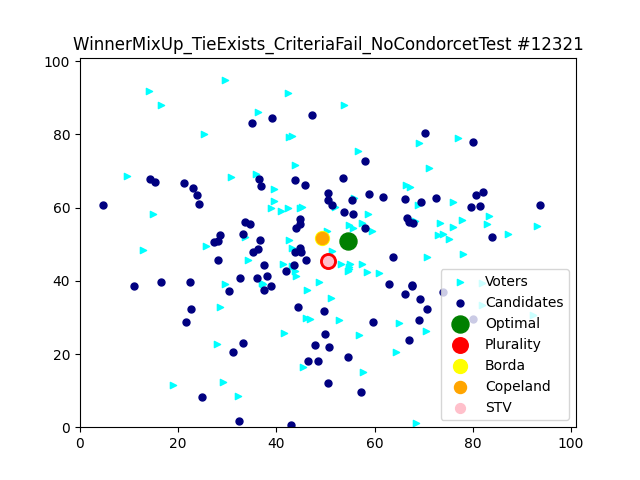 WinnerMixUp_TieExists_CriteriaFail_NoCondorcetTest #12321
100
80
60
40
20
0
0 20 40 60 80 100
Voters
Candidates
Optimal
Plurality
Borda
Copeland
STV